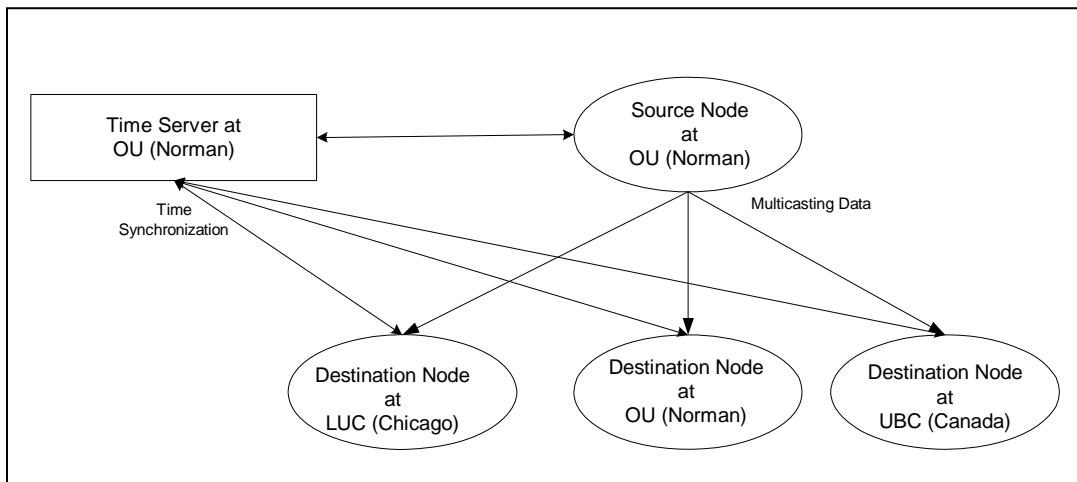 Time Server at
OU (Norman)
Source Node
at
OU (Norman)
Time
Synchronization
Multicasting Data
Destination Node
at
LUC (Chicago)
Destination Node
at
OU (Norman)
Destination Node
at
UBC (Canada)